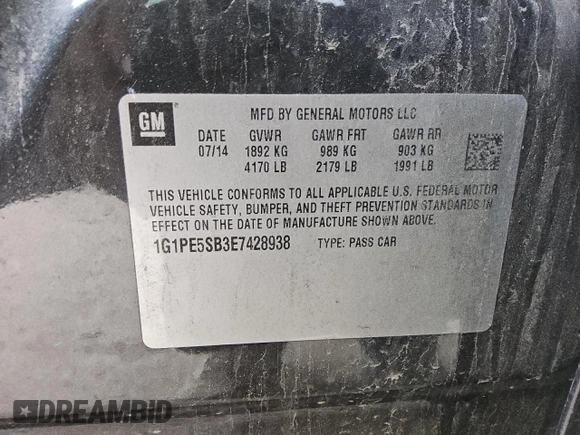 GM
MFD BY GENERAL MOTORS LLC
DATE GVWR GAWR FRT GAWR RR
07/14 1892 KG 989 KG 903 KG
4170 LB 2179 LB 1991 LB
THIS VEHICLE CONFORMS TO ALL APPLICABLE U.S. FEDERAL MOTOR
VEHICLE SAFETY, BUMPER, AND THEFT PREVENTION STANDARDS IN
EFFECT ON THE DATE OF MANUFACTURE SHOWN ABOVE.
1G1PE5SB3E7428938 TYPE: PASS CAR
DREAMBID